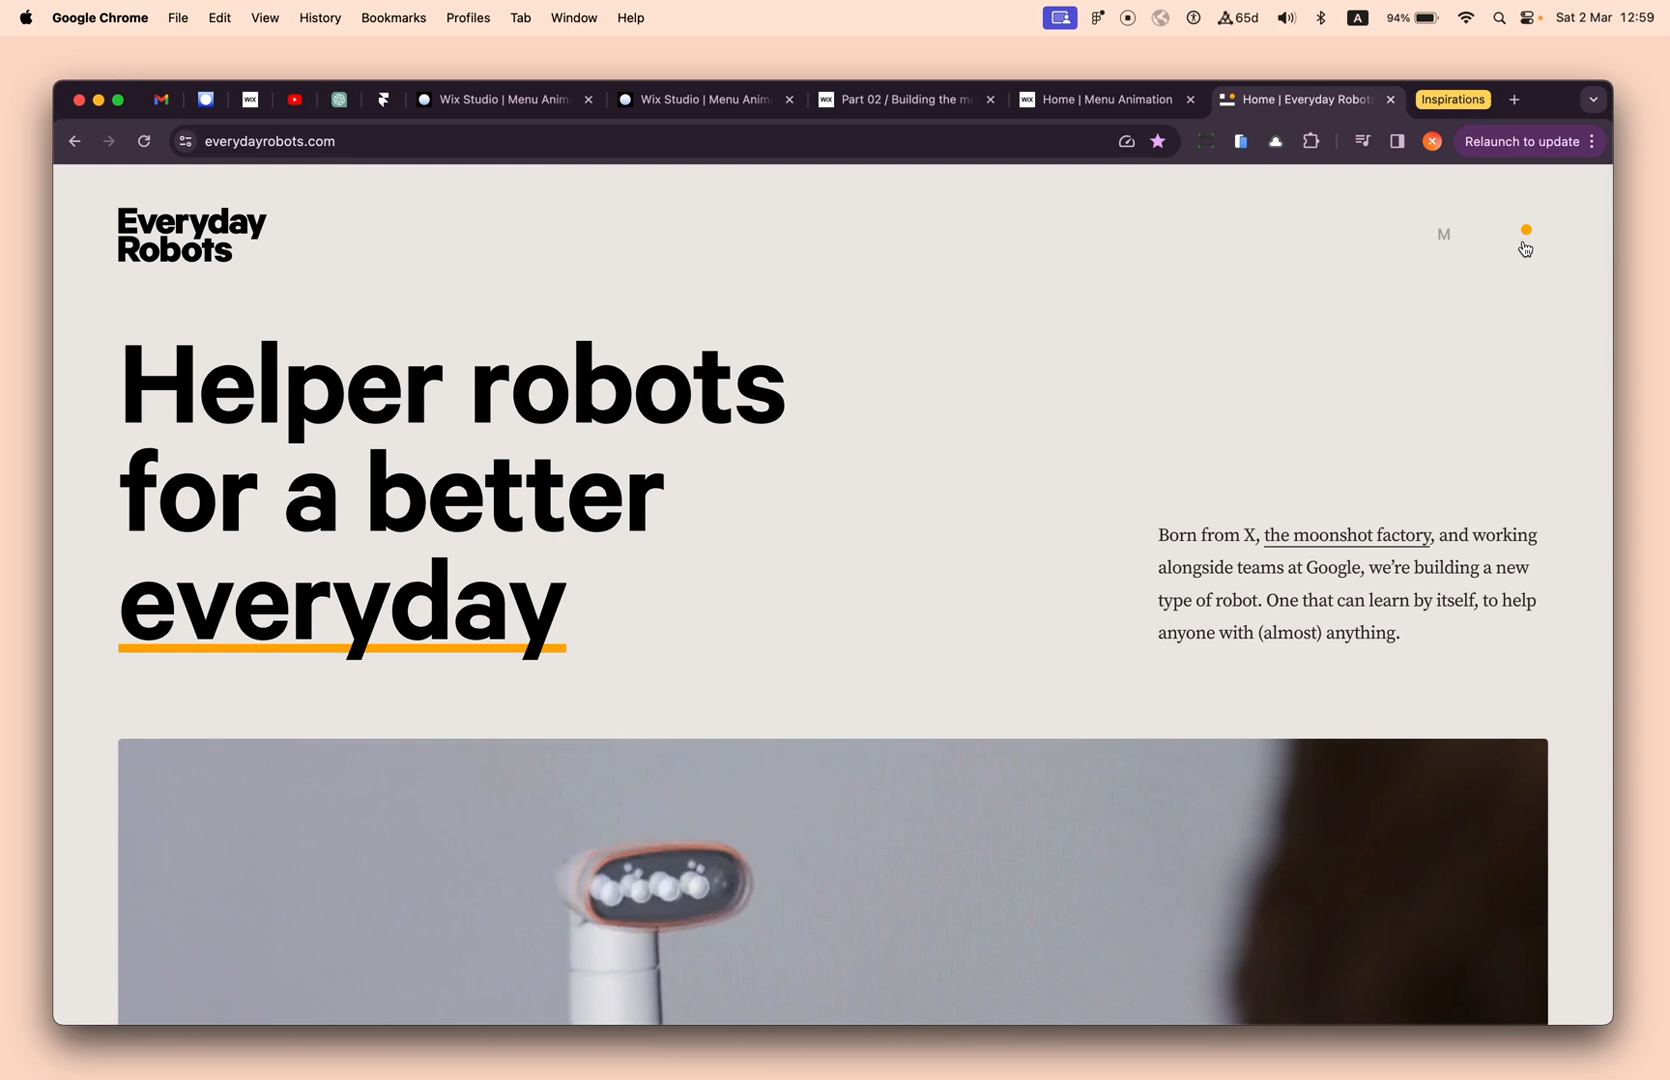 Google Chrome File Edit View History Bookmarks Profiles Tab Window Help 65d A 94% Sat 2 Mar 12:59
WIX Wix Studio | Menu Anim Wix Studio | Menu Anim WIX Part 02 / Building the me WIX Home | Menu Animation Home | Everyday Robots Inspirations
everydayrobots.com Relaunch to update
Everyday
Robots
M
Helper robots
for a better
everyday
Born from X, the moonshot factory, and working
alongside teams at Google, we’re building a new
type of robot. One that can learn by itself, to help
anyone with (almost) anything.